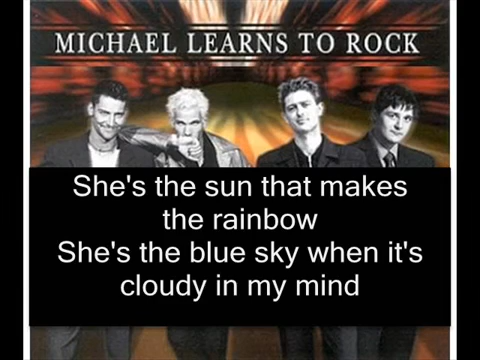 MICHAEL LEARNS TO ROCK
She's the sun that makes
the rainbow
She's the blue sky when it's
cloudy in my mind